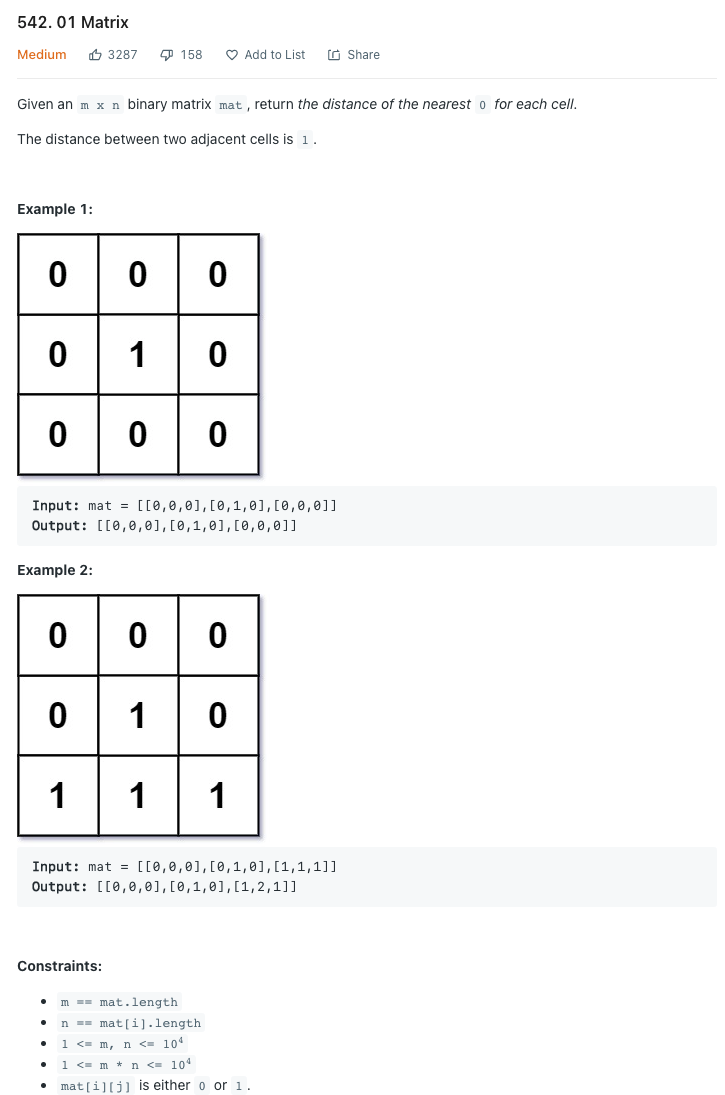 542. 01 Matrix
Medium 3287 158 Add to List Share
Given an m x n binary matrix mat , return the distance of the nearest 0 for each cell.
The distance between two adjacent cells is 1 .
Example 1:
0 0 0
0 1 0
0 0 0
Input: mat = [[0,0,0],[0,1,0],[0,0,0]]
Output: [[0,0,0],[0,1,0],[0,0,0]]
Example 2:
0 0 0
0 1 0
1 1 1
Input: mat = [[0,0,0],[0,1,0],[1,1,1]]
Output: [[0,0,0],[0,1,0],[1,2,1]]
Constraints:
• m == mat.length
• n == mat[i].length
• 1 <= m, n <= 10⁴
• 1 <= m * n <= 10⁴
• mat[i][j] is either 0 or 1 .